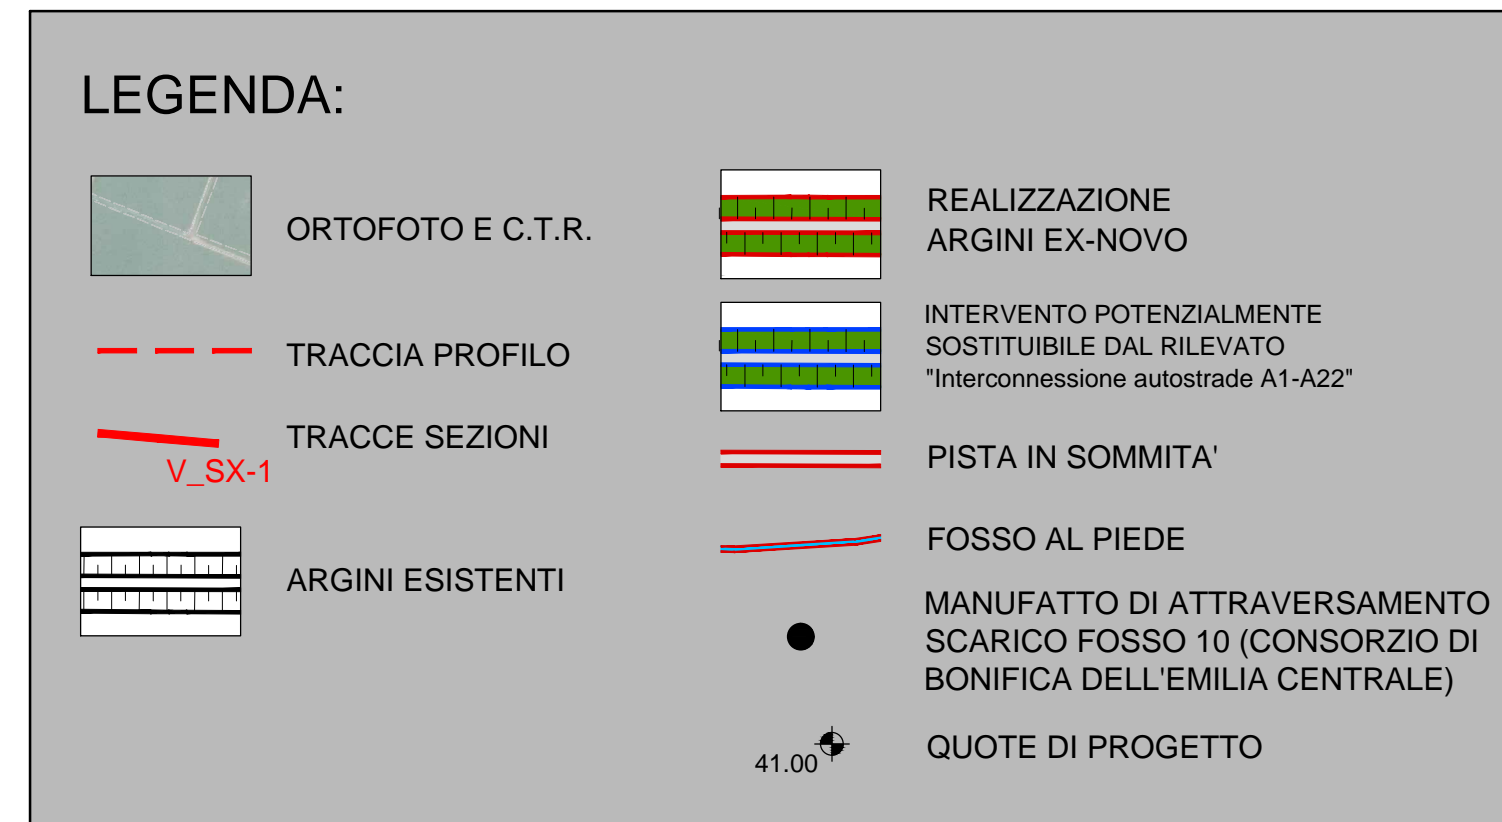 LEGENDA:
ORTOFOTO E C.T.R.
TRACCIA PROFILO
TRACCE SEZIONI
V_SX-1
ARGINI ESISTENTI
REALIZZAZIONE
ARGINI EX-NOVO
INTERVENTO POTENZIALMENTE
SOSTITUIBILE DAL RILEVATO
"Interconnessione autostrade A1-A22"
PISTA IN SOMMITA'
FOSSO AL PIEDE
MANUFATTO DI ATTRAVERSAMENTO
SCARICO FOSSO 10 (CONSORZIO DI
BONIFICA DELL'EMILIA CENTRALE)
41.00
QUOTE DI PROGETTO